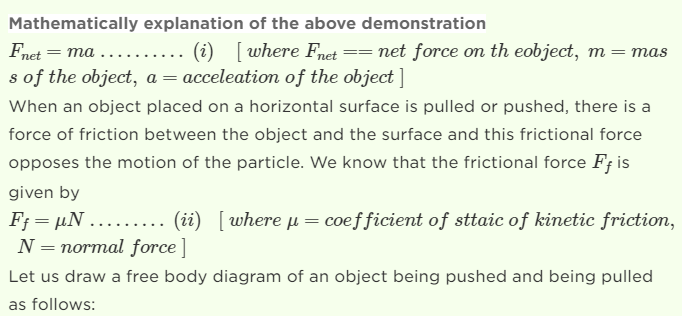 Mathematically explanation of the above demonstration
F_net = ma .......... (i) [ where F_net == net force on th eobject, m = mas
s of the object, a = acceleation of the object ]
When an object placed on a horizontal surface is pulled or pushed, there is a
force of friction between the object and the surface and this frictional force
opposes the motion of the particle. We know that the frictional force F_f is
given by
F_f = μN ......... (ii) [ where μ = coefficient of sttaic of kinetic friction,
N = normal force ]
Let us draw a free body diagram of an object being pushed and being pulled
as follows: